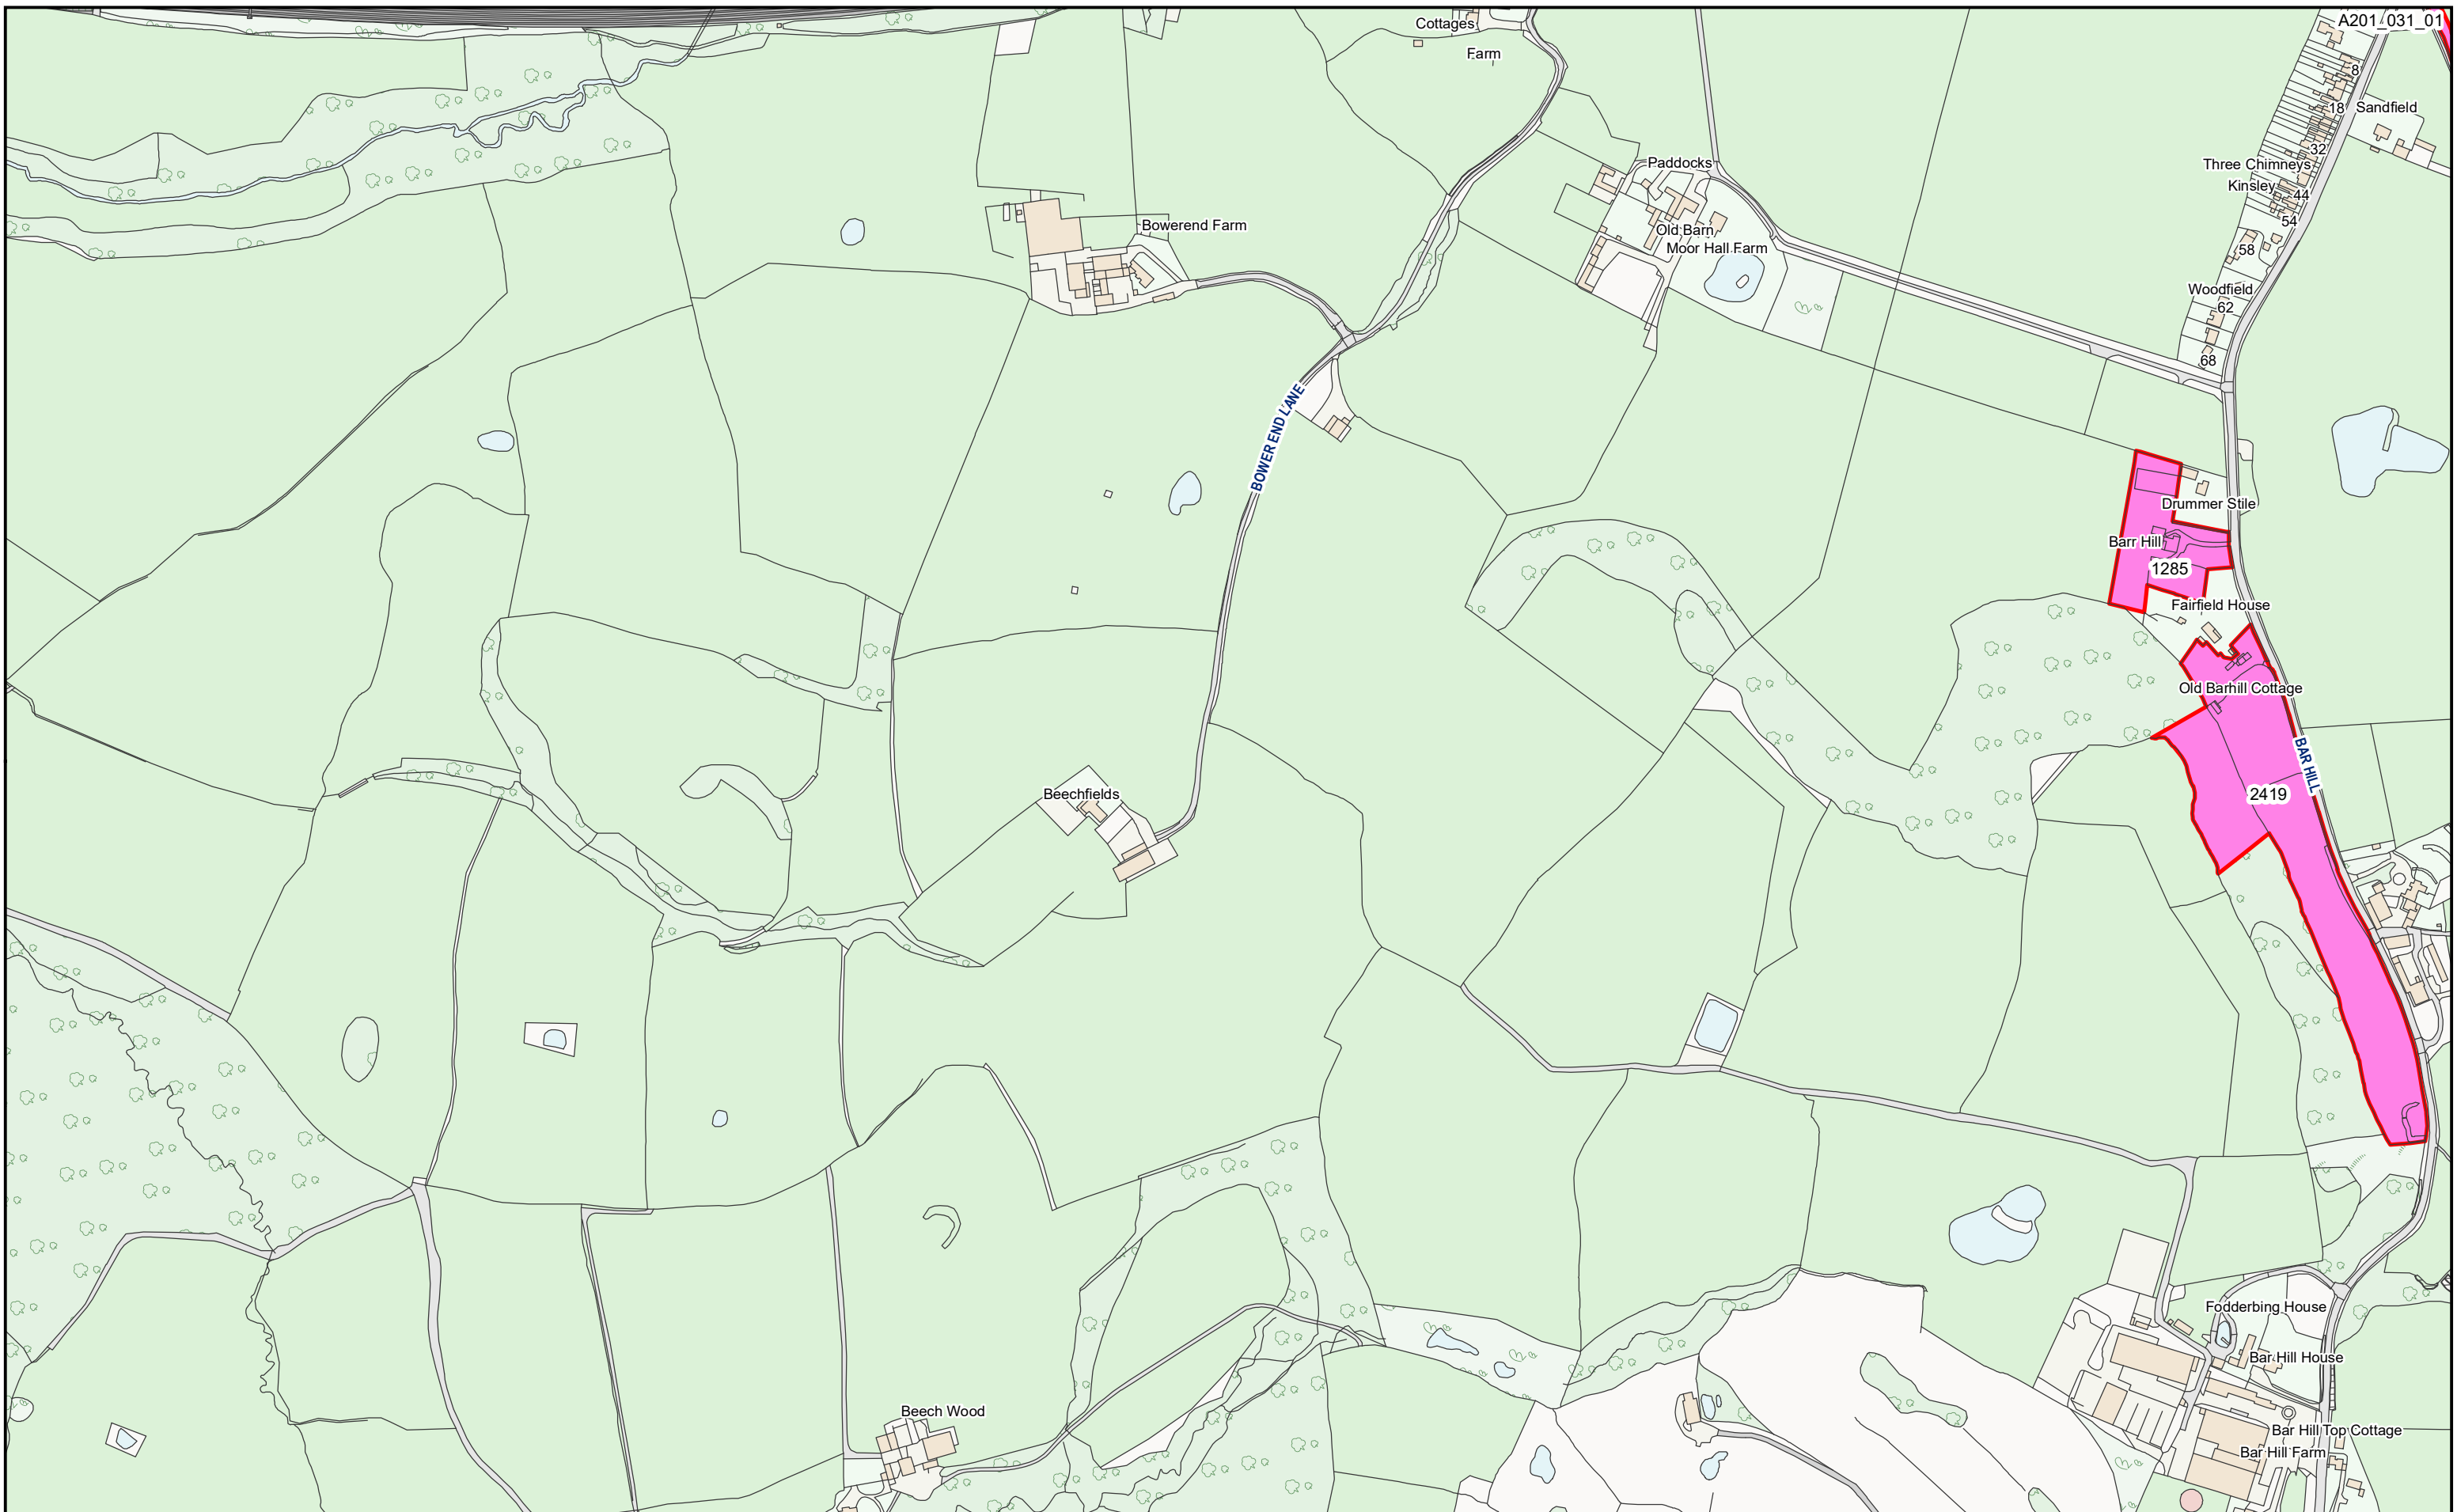 Cottages
A201_031_01
Farm
8
18
Sandfield
32
Paddocks
Three Chimneys
Kinsley
44
54
Bowerend Farm
Old Barn
Moor Hall Farm
58
Woodfield
62
68
BOWER END LANE
Drummer Stile
Barr Hill
1285
Fairfield House
Old Barhill Cottage
BAR HILL
2419
Beechfields
Fodderbing House
Bar Hill House
Beech Wood
Bar Hill Top Cottage
Bar Hill Farm